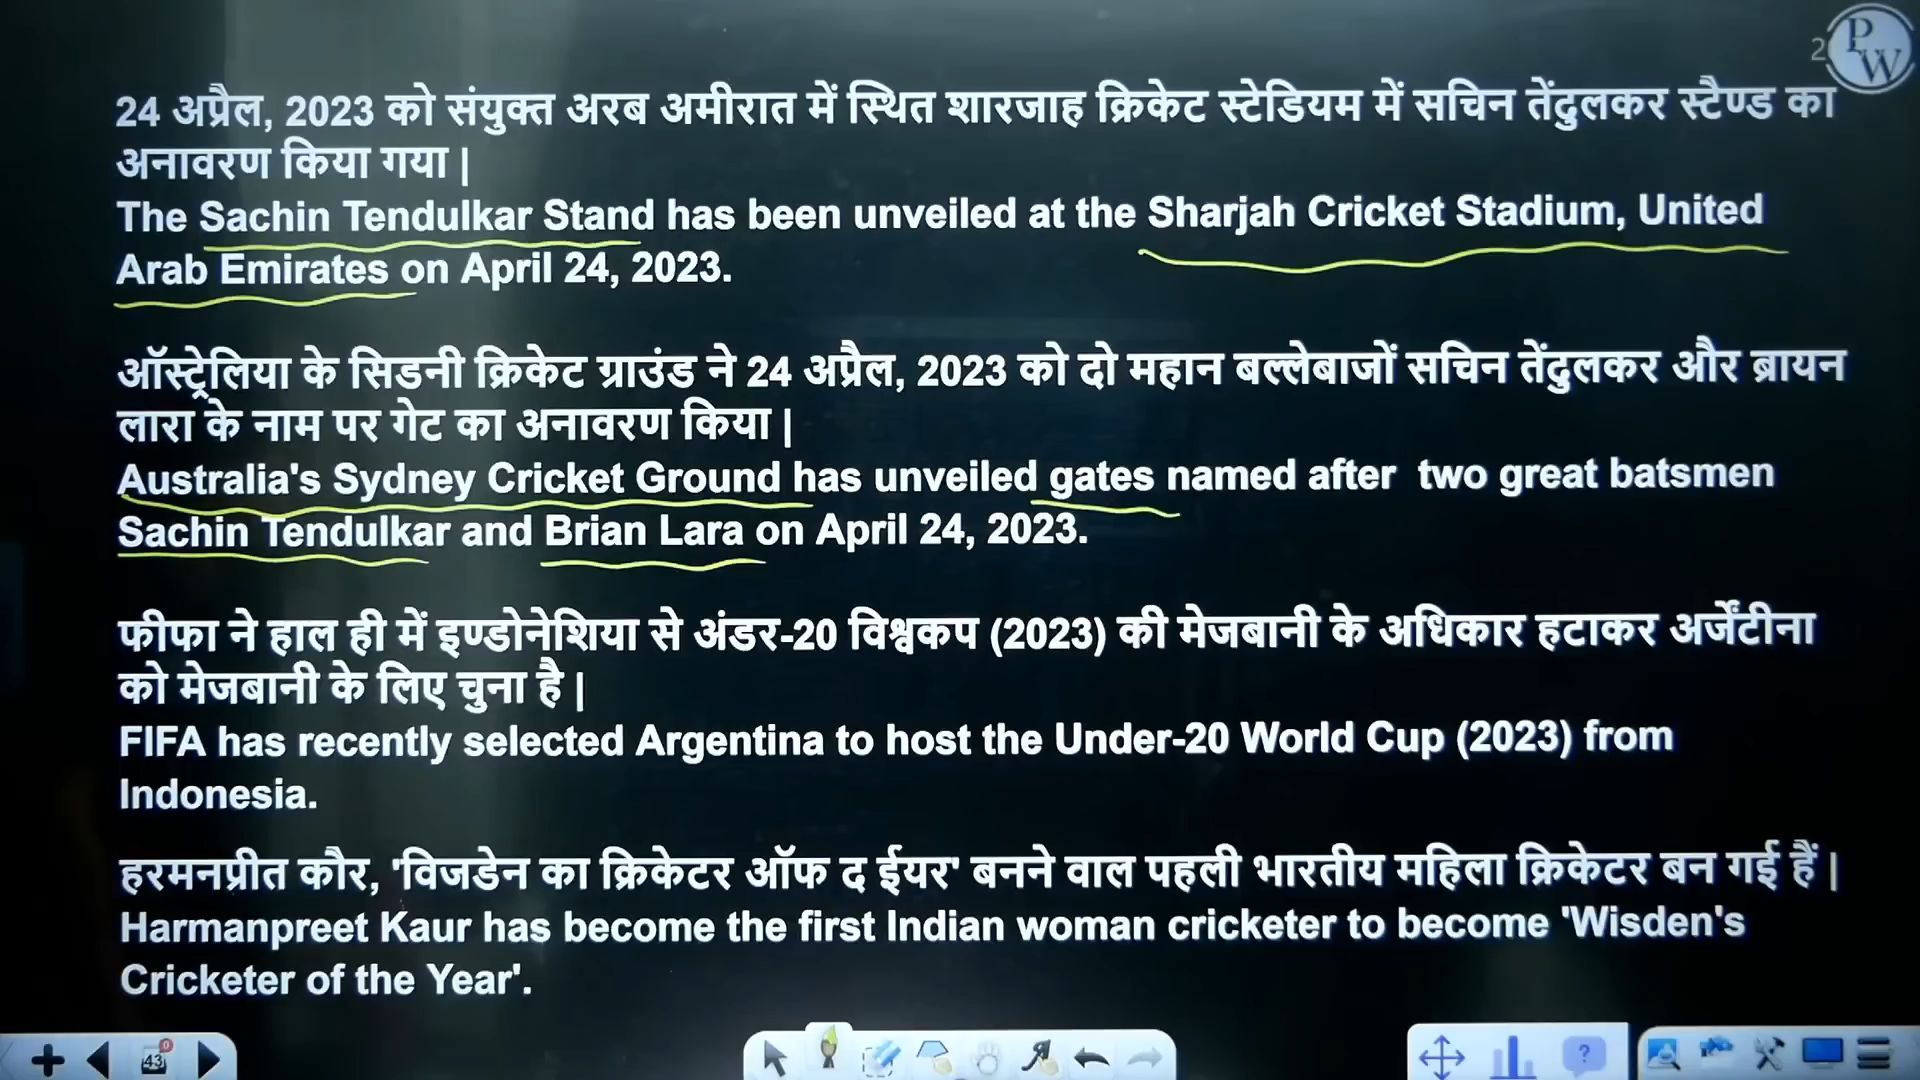 2
PW
24 अप्रैल, 2023 को संयुक्त अरब अमीरात में स्थित शारजाह क्रिकेट स्टेडियम में सचिन तेंदुलकर स्टैण्ड का
अनावरण किया गया |
The Sachin Tendulkar Stand has been unveiled at the Sharjah Cricket Stadium, United
Arab Emirates on April 24, 2023.
ऑस्ट्रेलिया के सिडनी क्रिकेट ग्राउंड ने 24 अप्रैल, 2023 को दो महान बल्लेबाजों सचिन तेंदुलकर और ब्रायन
लारा के नाम पर गेट का अनावरण किया |
Australia's Sydney Cricket Ground has unveiled gates named after two great batsmen
Sachin Tendulkar and Brian Lara on April 24, 2023.
फीफा ने हाल ही में इण्डोनेशिया से अंडर-20 विश्वकप (2023) की मेजबानी के अधिकार हटाकर अर्जेंटीना
को मेजबानी के लिए चुना है |
FIFA has recently selected Argentina to host the Under-20 World Cup (2023) from
Indonesia.
हरमनप्रीत कौर, 'विजडेन का क्रिकेटर ऑफ द ईयर' बनने वाल पहली भारतीय महिला क्रिकेटर बन गई हैं |
Harmanpreet Kaur has become the first Indian woman cricketer to become 'Wisden's
Cricketer of the Year'.
43
0
?